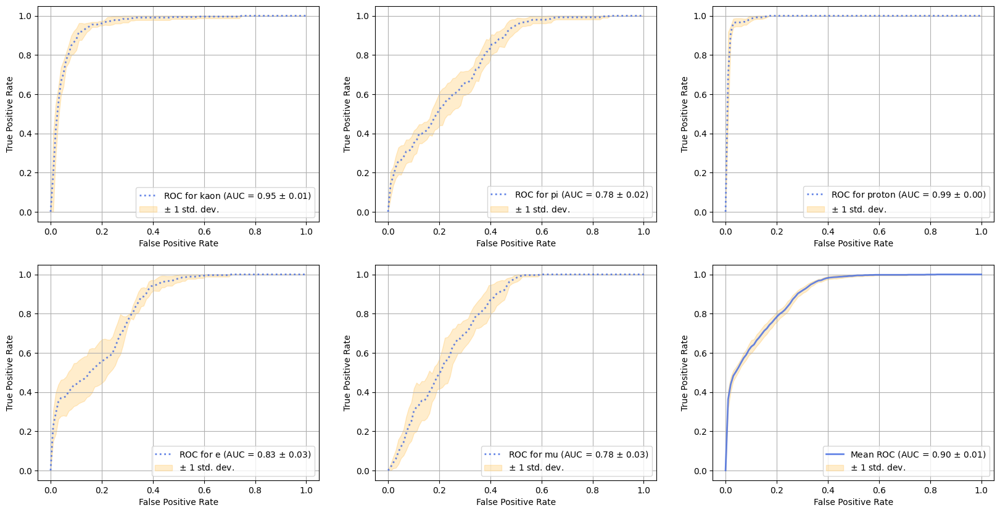 1.0
0.8
0.6
0.4
0.2
0.0
True Positive Rate
ROC for kaon (AUC = 0.95 ± 0.01)
± 1 std. dev.
0.0 0.2 0.4 0.6 0.8 1.0
False Positive Rate
1.0
0.8
0.6
0.4
0.2
0.0
True Positive Rate
ROC for pi (AUC = 0.78 ± 0.02)
± 1 std. dev.
0.0 0.2 0.4 0.6 0.8 1.0
False Positive Rate
1.0
0.8
0.6
0.4
0.2
0.0
True Positive Rate
ROC for proton (AUC = 0.99 ± 0.00)
± 1 std. dev.
0.0 0.2 0.4 0.6 0.8 1.0
False Positive Rate
1.0
0.8
0.6
0.4
0.2
0.0
True Positive Rate
ROC for e (AUC = 0.83 ± 0.03)
± 1 std. dev.
0.0 0.2 0.4 0.6 0.8 1.0
False Positive Rate
1.0
0.8
0.6
0.4
0.2
0.0
True Positive Rate
ROC for mu (AUC = 0.78 ± 0.03)
± 1 std. dev.
0.0 0.2 0.4 0.6 0.8 1.0
False Positive Rate
1.0
0.8
0.6
0.4
0.2
0.0
True Positive Rate
Mean ROC (AUC = 0.90 ± 0.01)
± 1 std. dev.
0.0 0.2 0.4 0.6 0.8 1.0
False Positive Rate